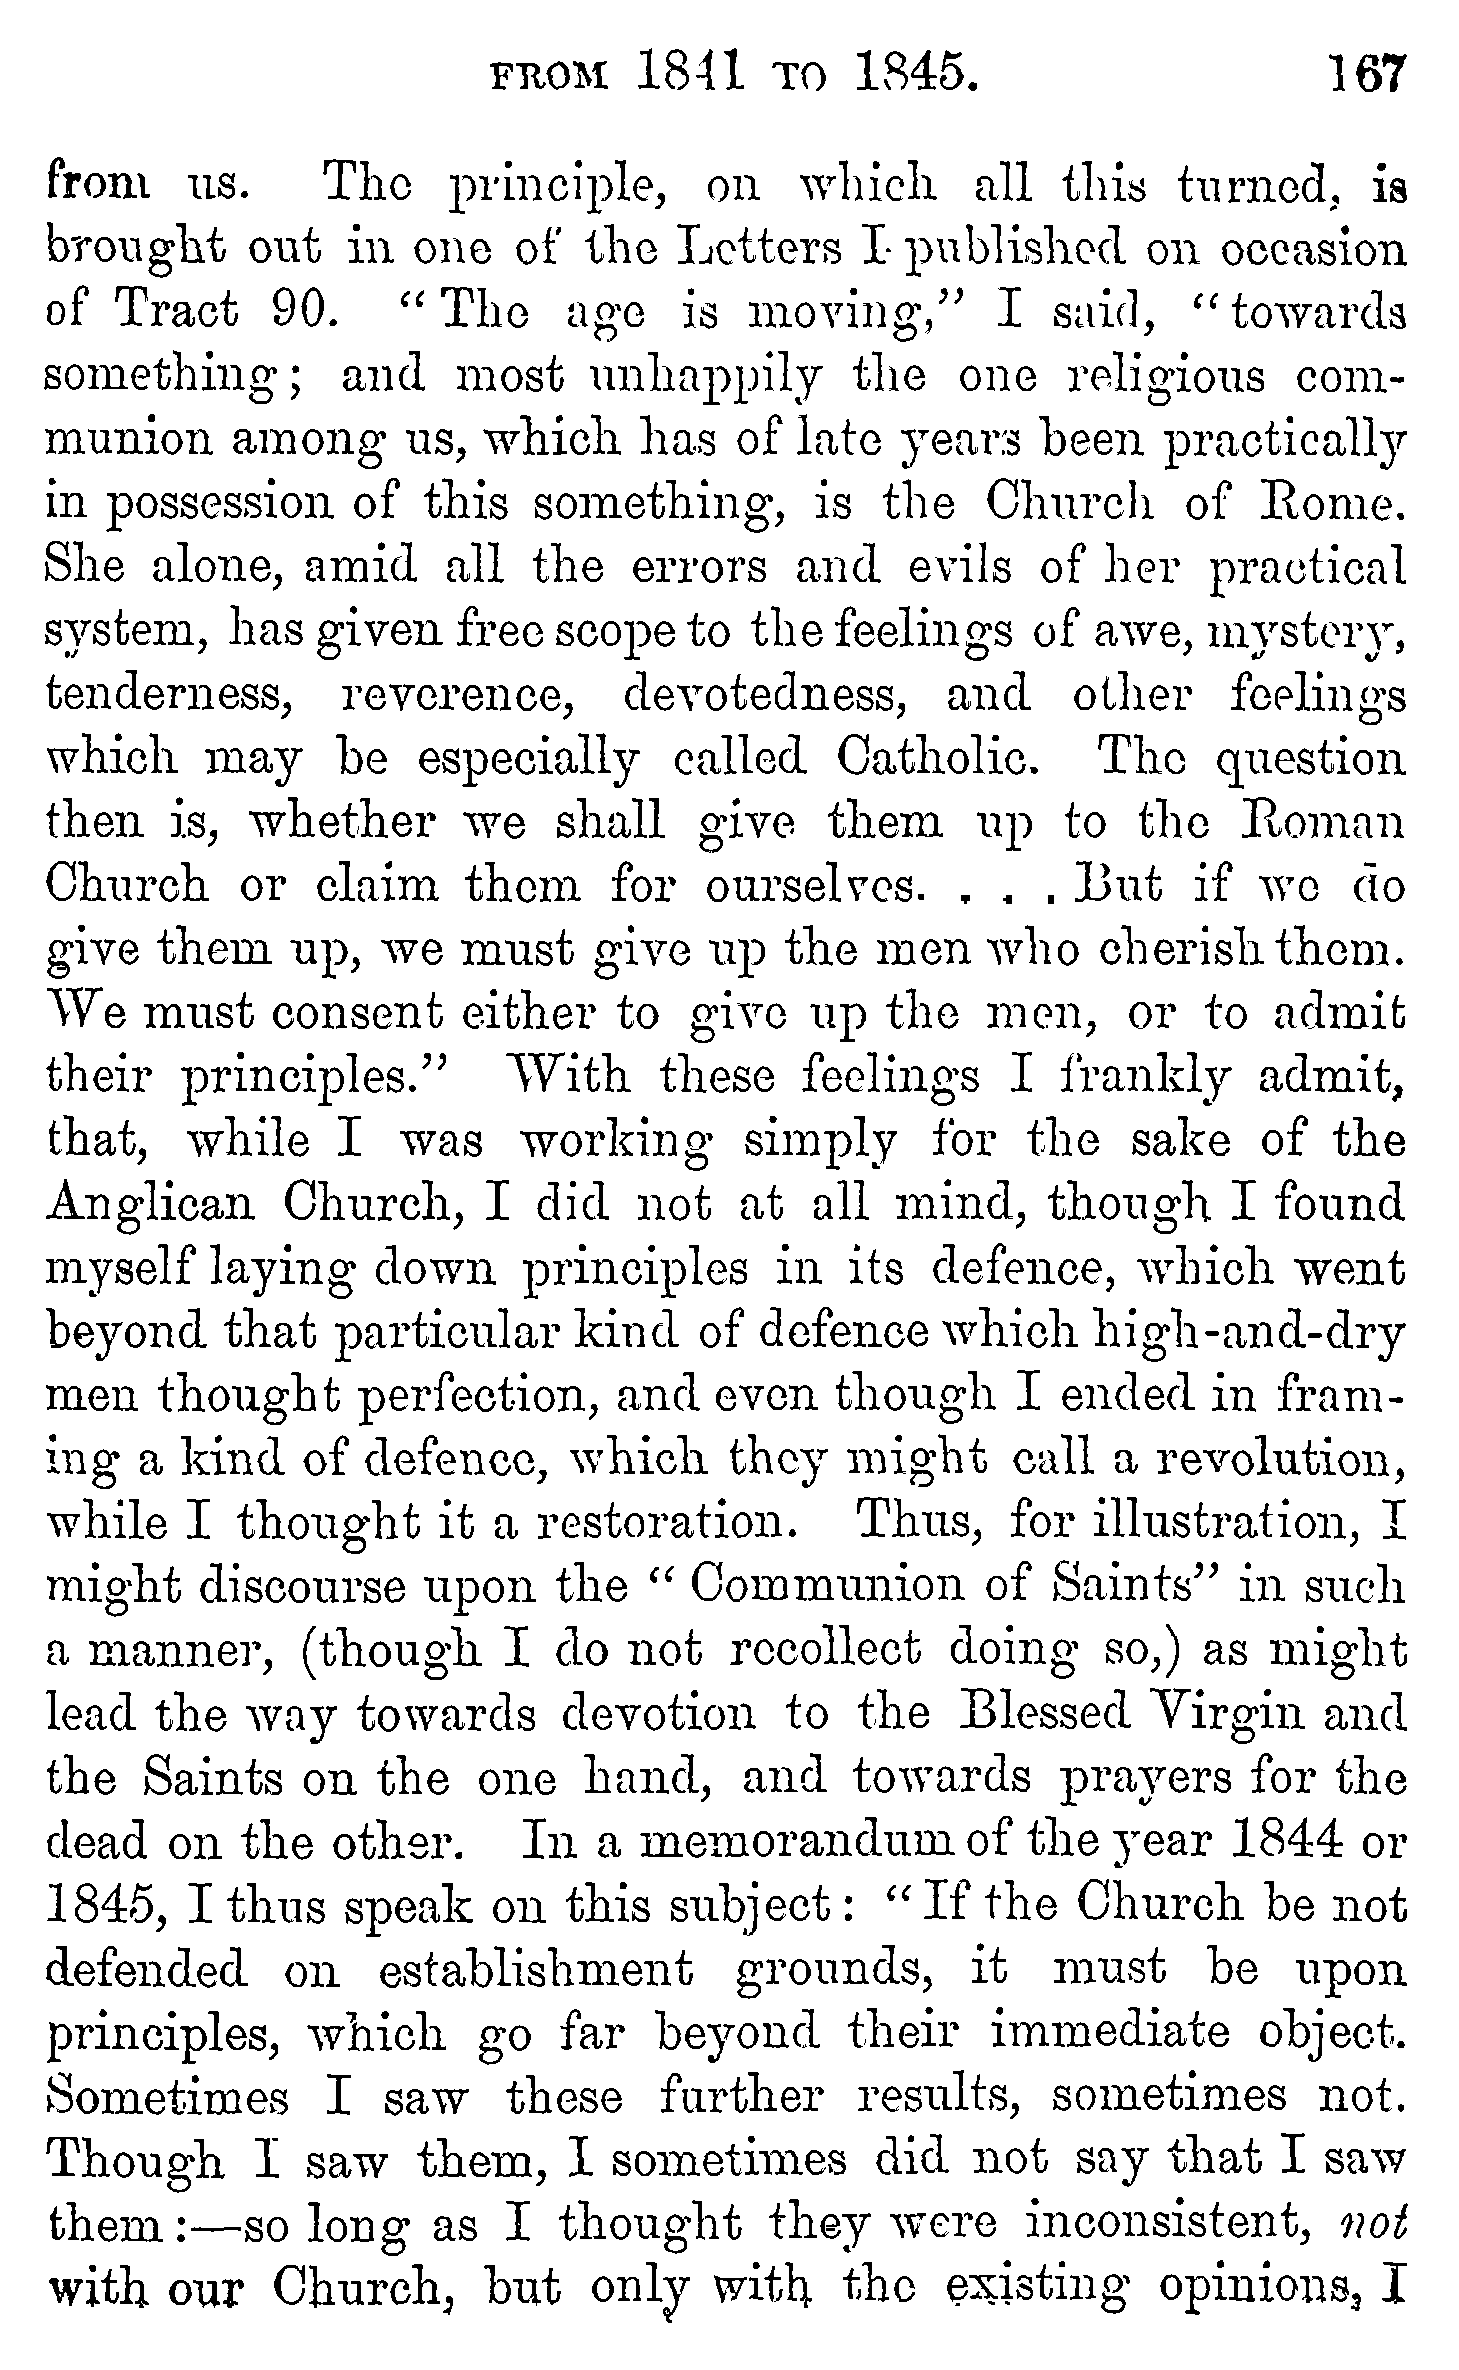 FROM 1841 TO 1845. 167
from us. The principle, on which all this turned, is
brought out in one of the Letters I published on occasion
of Tract 90. “The age is moving,” I said, “towards
something; and most unhappily the one religious com-
munion among us, which has of late years been practically
in possession of this something, is the Church of Rome.
She alone, amid all the errors and evils of her practical
system, has given free scope to the feelings of awe, mystery,
tenderness, reverence, devotedness, and other feelings
which may be especially called Catholic. The question
then is, whether we shall give them up to the Roman
Church or claim them for ourselves. . . . But if we do
give them up, we must give up the men who cherish them.
We must consent either to give up the men, or to admit
their principles.” With these feelings I frankly admit,
that, while I was working simply for the sake of the
Anglican Church, I did not at all mind, though I found
myself laying down principles in its defence, which went
beyond that particular kind of defence which high-and-dry
men thought perfection, and even though I ended in fram-
ing a kind of defence, which they might call a revolution,
while I thought it a restoration. Thus, for illustration, I
might discourse upon the “Communion of Saints” in such
a manner, (though I do not recollect doing so,) as might
lead the way towards devotion to the Blessed Virgin and
the Saints on the one hand, and towards prayers for the
dead on the other. In a memorandum of the year 1844 or
1845, I thus speak on this subject: “If the Church be not
defended on establishment grounds, it must be upon
principles, which go far beyond their immediate object.
Sometimes I saw these further results, sometimes not.
Though I saw them, I sometimes did not say that I saw
them:—so long as I thought they were inconsistent, not
with our Church, but only with the existing opinions, I